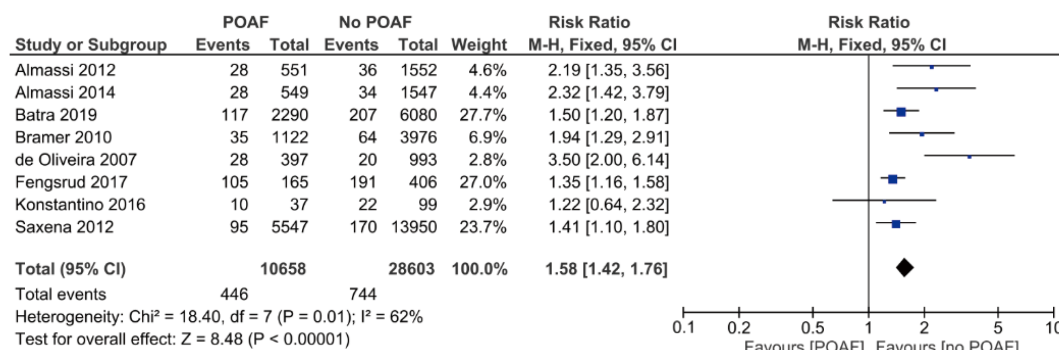 POAF No POAF Risk Ratio Risk Ratio
Study or Subgroup Events Total Events Total Weight M-H, Fixed, 95% CI M-H, Fixed, 95% CI
Almassi 2012 28 551 36 1552 4.6% 2.19 [1.35, 3.56]
Almassi 2014 28 549 34 1547 4.4% 2.32 [1.42, 3.79]
Batra 2019 117 2290 207 6080 27.7% 1.50 [1.20, 1.87]
Bramer 2010 35 1122 64 3976 6.9% 1.94 [1.29, 2.91]
de Oliveira 2007 28 397 20 993 2.8% 3.50 [2.00, 6.14]
Fengsrud 2017 105 165 191 406 27.0% 1.35 [1.16, 1.58]
Konstantino 2016 10 37 22 99 2.9% 1.22 [0.64, 2.32]
Saxena 2012 95 5547 170 13950 23.7% 1.41 [1.10, 1.80]
Total (95% CI) 10658 28603 100.0% 1.58 [1.42, 1.76]
Total events 446 744
Heterogeneity: Chi² = 18.40, df = 7 (P = 0.01); I² = 62%
Test for overall effect: Z = 8.48 (P < 0.00001)
0.1 0.2 0.5 1 2 5 10
Favours [POAF] Favours [no POAF]